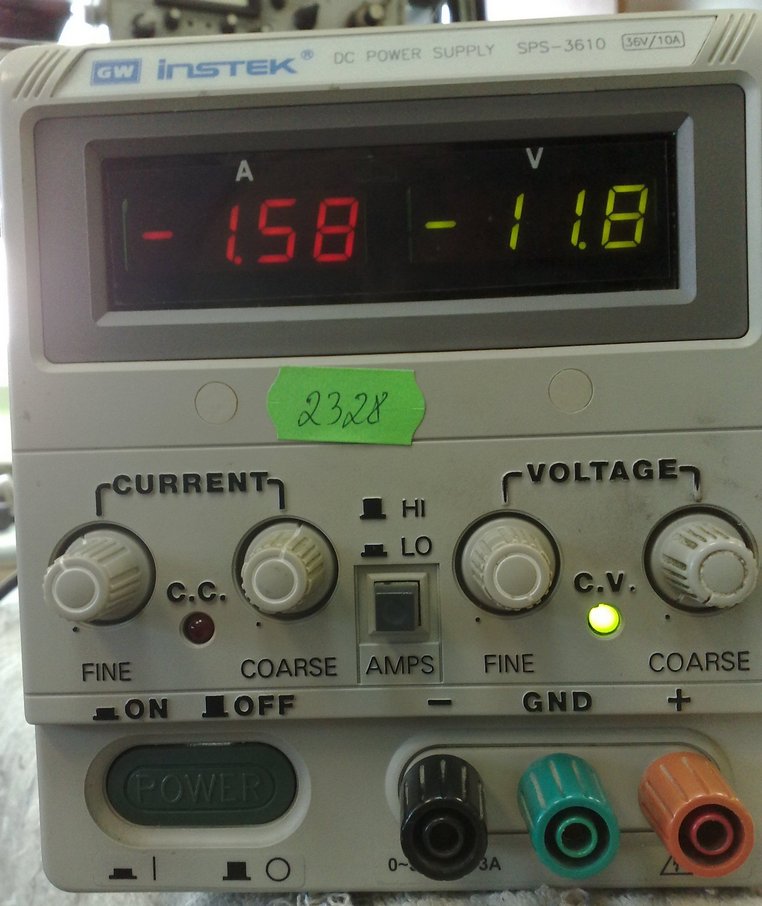 GW INSTEK® DC POWER SUPPLY SPS-3610 36V/10A
A V
-1.58 -11.8
2328
CURRENT VOLTAGE
HI
LO
C.C. C.V.
FINE COARSE AMPS FINE COARSE
ON OFF - GND +
POWER